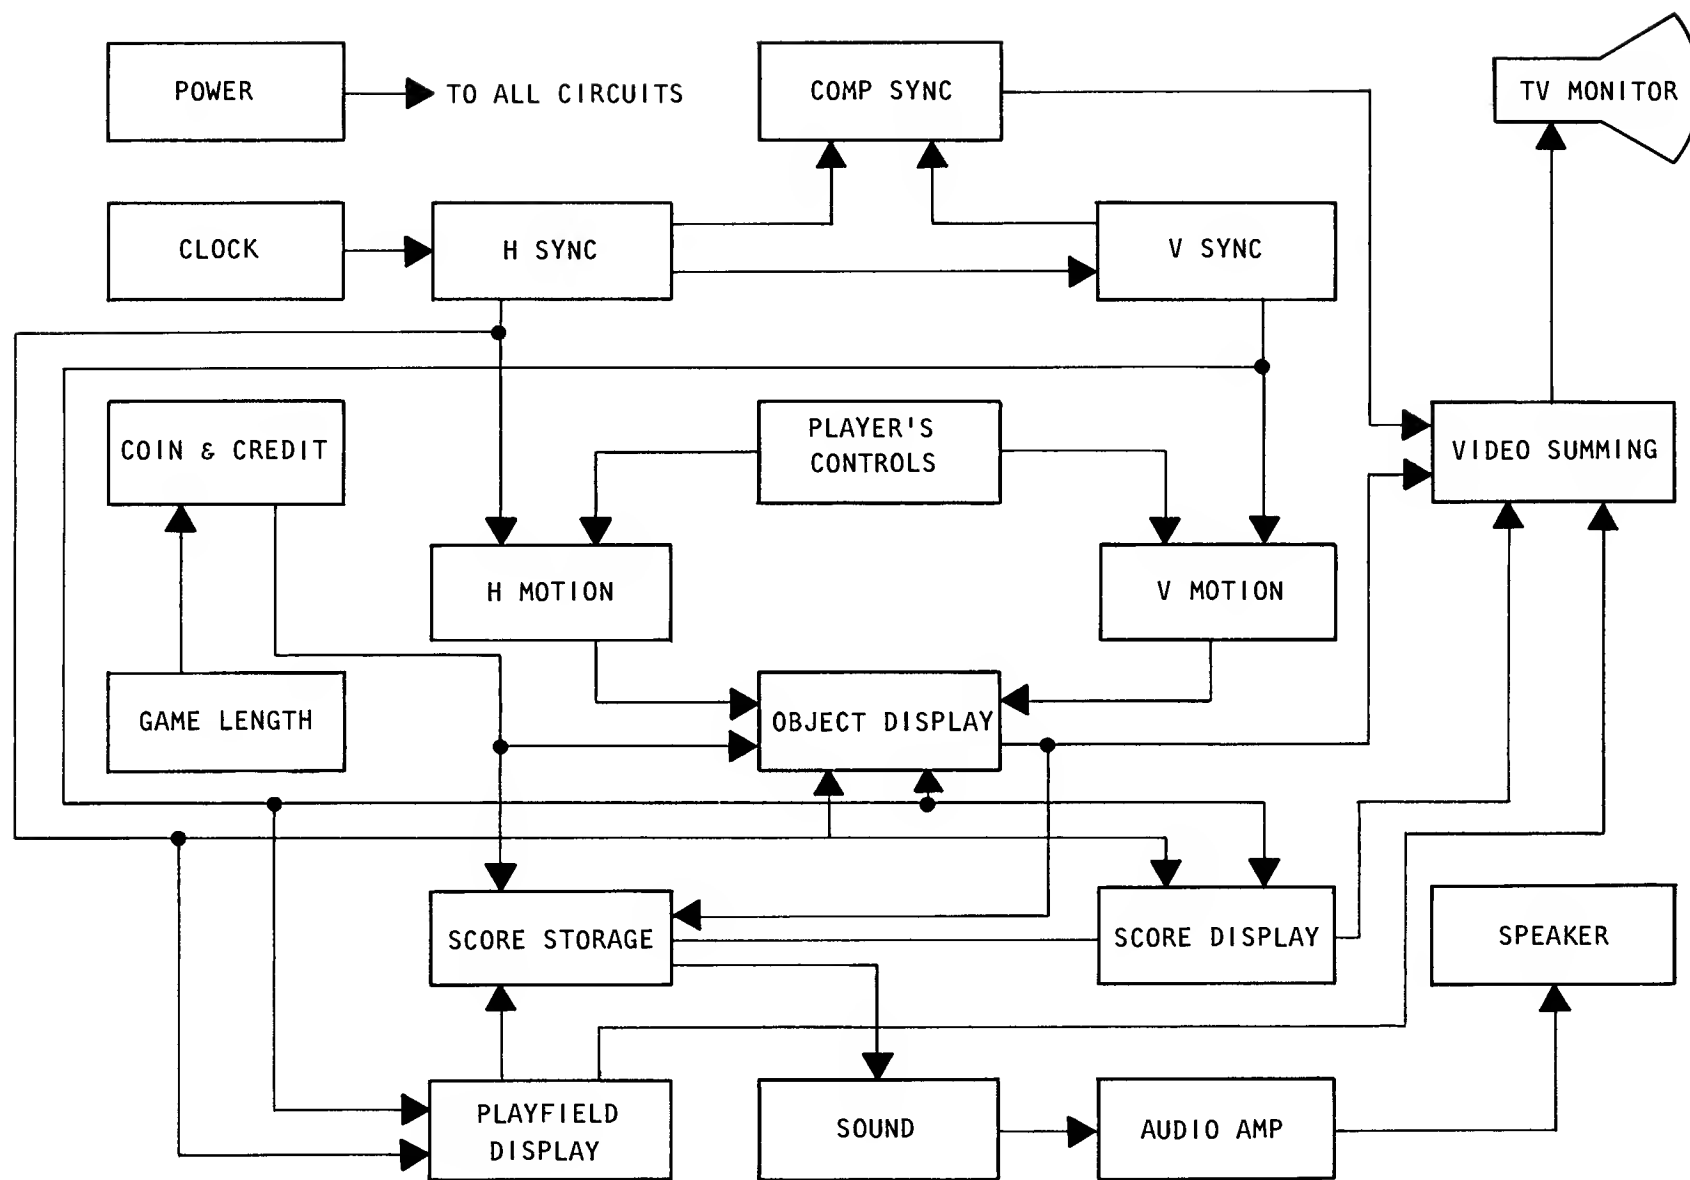 POWER
TO ALL CIRCUITS
COMP SYNC
TV MONITOR
CLOCK
H SYNC
V SYNC
COIN & CREDIT
PLAYER'S
CONTROLS
VIDEO SUMMING
H MOTION
V MOTION
GAME LENGTH
OBJECT DISPLAY
SCORE STORAGE
SCORE DISPLAY
SPEAKER
PLAYFIELD
DISPLAY
SOUND
AUDIO AMP